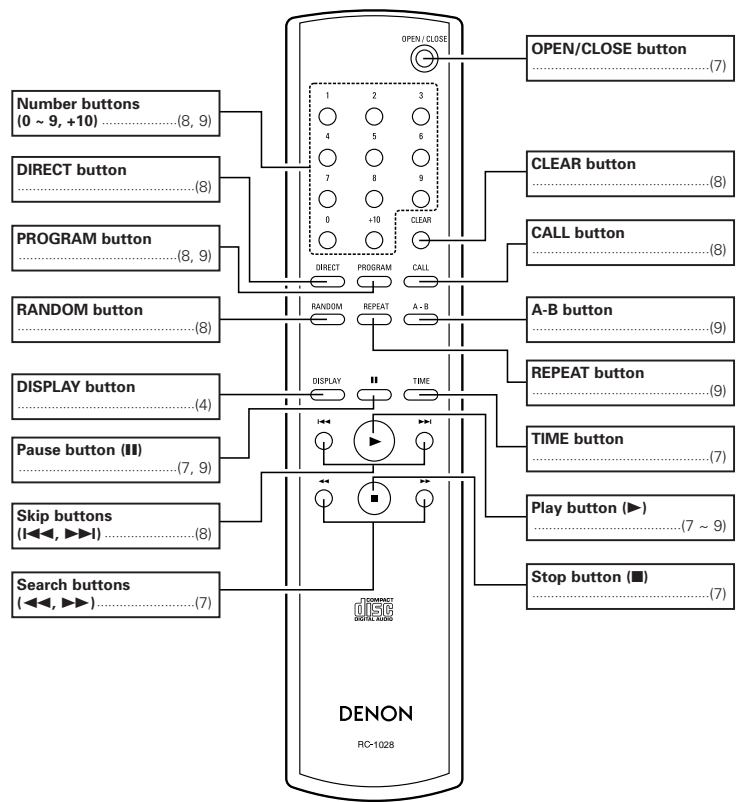 OPEN / CLOSE
OPEN/CLOSE button
(7)
Number buttons
(0 ~ 9, +10) (8, 9)
1 2 3
4 5 6
7 8 9
0 +10 CLEAR
DIRECT button
(8)
CLEAR button
(8)
PROGRAM button
(8, 9)
CALL button
(8)
DIRECT PROGRAM CALL
RANDOM button
(8)
A-B button
(9)
RANDOM REPEAT A - B
DISPLAY button
(4)
REPEAT button
(9)
DISPLAY II TIME
Pause button (II)
(7, 9)
TIME button
(7)
Skip buttons
(I◄◄, ►►I) (8)
Play button (►)
(7 ~ 9)
Search buttons
(◄◄, ►►) (7)
Stop button (■)
(7)
COMPACT
disc
DIGITAL AUDIO
DENON
RC-1028